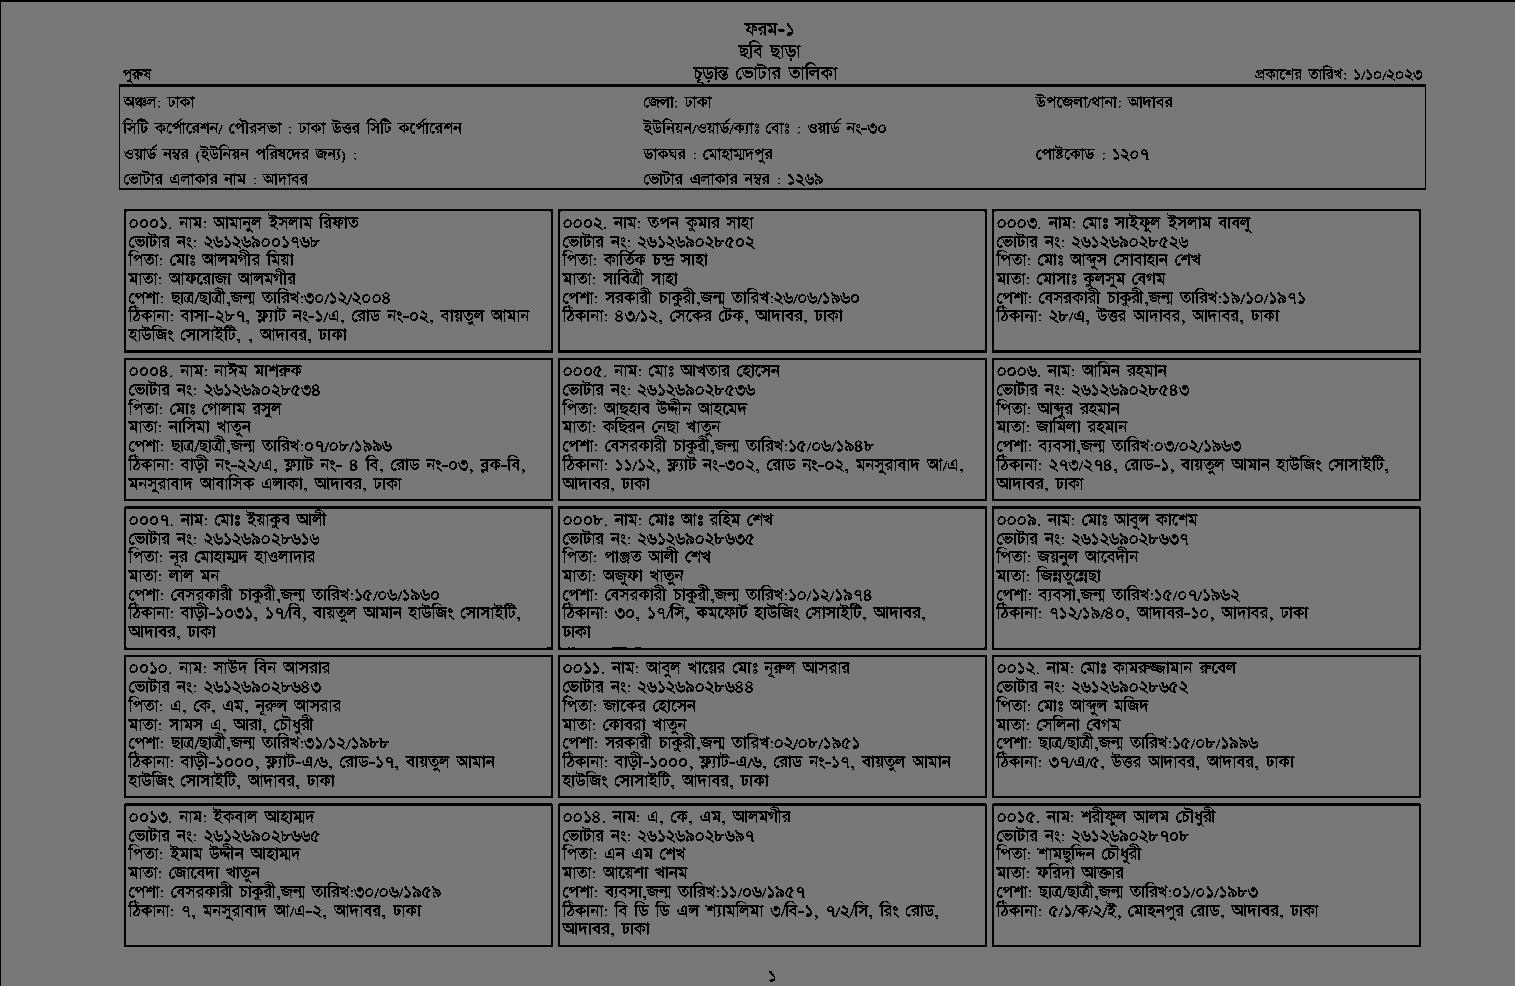 ফরম-১
ছবি ছাড়া
পুরুষ চূড়ান্ত ভোটার তালিকা প্রকাশের তারিখ: ১/১০/২০২৩
অঞ্চল: ঢাকা জেলা: ঢাকা উপজেলা/থানা: আদাবর
সিটি কর্পোরেশন/ পৌরসভা : ঢাকা উত্তর সিটি কর্পোরেশন ইউনিয়ন/ওয়ার্ড/ক্যাঃ বোঃ : ওয়ার্ড নং-৩০
ওয়ার্ড নম্বর (ইউনিয়ন পরিষদের জন্য) : ডাকঘর : মোহাম্মদপুর পোষ্টকোড : ১২০৭
ভোটার এলাকার নাম : আদাবর ভোটার এলাকার নম্বর : ১২৬৯
০০০১. নাম: আমানুল ইসলাম রিফাত
ভোটার নং: ২৬১২৬৯০০১৭৬৮
পিতা: মোঃ আলমগীর মিয়া
মাতা: আফরোজা আলমগীর
পেশা: ছাত্র/ছাত্রী,জন্ম তারিখ:৩০/১২/২০০৪
ঠিকানা: বাসা-২৮৭, ফ্ল্যাট নং-১/এ, রোড নং-০২, বায়তুল আমান
হাউজিং সোসাইটি, , আদাবর, ঢাকা
০০০২. নাম: তপন কুমার সাহা
ভোটার নং: ২৬১২৬৯০২৮৫০২
পিতা: কার্তিক চন্দ্র সাহা
মাতা: সাবিত্রী সাহা
পেশা: সরকারী চাকুরী,জন্ম তারিখ:২৬/০৬/১৯৬০
ঠিকানা: ৪৩/১২, সেকের টেক, আদাবর, ঢাকা
০০০৩. নাম: মোঃ সাইফুল ইসলাম বাবলু
ভোটার নং: ২৬১২৬৯০২৮৫২৬
পিতা: মোঃ আব্দুস সোবাহান শেখ
মাতা: মোসাঃ কুলসুম বেগম
পেশা: বেসরকারী চাকুরী,জন্ম তারিখ:১৯/১০/১৯৭১
ঠিকানা: ২৮/এ, উত্তর আদাবর, আদাবর, ঢাকা
০০০৪. নাম: নাঈম মাশরুক
ভোটার নং: ২৬১২৬৯০২৮৫৩৪
পিতা: মোঃ গোলাম রসুল
মাতা: নাসিমা খাতুন
পেশা: ছাত্র/ছাত্রী,জন্ম তারিখ:০৭/০৮/১৯৯৬
ঠিকানা: বাড়ী নং-২২/এ, ফ্ল্যাট নং- ৪ বি, রোড নং-০৩, ব্লক-বি,
মনসুরাবাদ আবাসিক এলাকা, আদাবর, ঢাকা
০০০৫. নাম: মোঃ আখতার হোসেন
ভোটার নং: ২৬১২৬৯০২৮৫৩৬
পিতা: আছহাব উদ্দীন আহমেদ
মাতা: কছিরন নেছা খাতুন
পেশা: বেসরকারী চাকুরী,জন্ম তারিখ:১৫/০৬/১৯৪৮
ঠিকানা: ১১/১২, ফ্ল্যাট নং-৩০২, রোড নং-০২, মনসুরাবাদ আ/এ,
আদাবর, ঢাকা
০০০৬. নাম: আমিন রহমান
ভোটার নং: ২৬১২৬৯০২৮৫৪৩
পিতা: আব্দুর রহমান
মাতা: জামিলা রহমান
পেশা: ব্যবসা,জন্ম তারিখ:০৩/০২/১৯৬৩
ঠিকানা: ২৭৩/২৭৪, রোড-১, বায়তুল আমান হাউজিং সোসাইটি,
আদাবর, ঢাকা
০০০৭. নাম: মোঃ ইয়াকুব আলী
ভোটার নং: ২৬১২৬৯০২৮৬১৬
পিতা: নূর মোহাম্মদ হাওলাদার
মাতা: লাল মন
পেশা: বেসরকারী চাকুরী,জন্ম তারিখ:১৫/০৬/১৯৬০
ঠিকানা: বাড়ী-১০৩১, ১৭/বি, বায়তুল আমান হাউজিং সোসাইটি,
আদাবর, ঢাকা
০০০৮. নাম: মোঃ আঃ রহিম শেখ
ভোটার নং: ২৬১২৬৯০২৮৬৩৫
পিতা: পাঞ্জত আলী শেখ
মাতা: অজুফা খাতুন
পেশা: বেসরকারী চাকুরী,জন্ম তারিখ:১০/১২/১৯৭৪
ঠিকানা: ৩০, ১৭/সি, কমফোর্ট হাউজিং সোসাইটি, আদাবর,
ঢাকা
০০০৯. নাম: মোঃ আবুল কাশেম
ভোটার নং: ২৬১২৬৯০২৮৬৩৭
পিতা: জয়নুল আবেদীন
মাতা: জিন্নতুন্নেছা
পেশা: ব্যবসা,জন্ম তারিখ:১৫/০৭/১৯৬২
ঠিকানা: ৭১২/১৯/৪০, আদাবর-১০, আদাবর, ঢাকা
০০১০. নাম: সাউদ বিন আসরার
ভোটার নং: ২৬১২৬৯০২৮৬৪৩
পিতা: এ, কে, এম, নূরুল আসরার
মাতা: সামস এ, আরা, চৌধুরী
পেশা: ছাত্র/ছাত্রী,জন্ম তারিখ:৩১/১২/১৯৮৮
ঠিকানা: বাড়ী-১০০০, ফ্ল্যাট-এ/৬, রোড-১৭, বায়তুল আমান
হাউজিং সোসাইটি, আদাবর, ঢাকা
০০১১. নাম: আবুল খায়ের মোঃ নূরুল আসরার
ভোটার নং: ২৬১২৬৯০২৮৬৪৪
পিতা: জাকের হোসেন
মাতা: কোবরা খাতুন
পেশা: সরকারী চাকুরী,জন্ম তারিখ:০২/০৮/১৯৫১
ঠিকানা: বাড়ী-১০০০, ফ্ল্যাট-এ/৬, রোড নং-১৭, বায়তুল আমান
হাউজিং সোসাইটি, আদাবর, ঢাকা
০০১২. নাম: মোঃ কামরুজ্জামান রুবেল
ভোটার নং: ২৬১২৬৯০২৮৬৫২
পিতা: মোঃ আব্দুল মজিদ
মাতা: সেলিনা বেগম
পেশা: ছাত্র/ছাত্রী,জন্ম তারিখ:১৫/০৮/১৯৯৬
ঠিকানা: ৩৭/এ/৫, উত্তর আদাবর, আদাবর, ঢাকা
০০১৩. নাম: ইকবাল আহাম্মদ
ভোটার নং: ২৬১২৬৯০২৮৬৬৫
পিতা: ইমাম উদ্দীন আহাম্মদ
মাতা: জোবেদা খাতুন
পেশা: বেসরকারী চাকুরী,জন্ম তারিখ:৩০/০৬/১৯৫৯
ঠিকানা: ৭, মনসুরাবাদ আ/এ-২, আদাবর, ঢাকা
০০১৪. নাম: এ, কে, এম, আলমগীর
ভোটার নং: ২৬১২৬৯০২৮৬৯৭
পিতা: এন এম শেখ
মাতা: আয়েশা খানম
পেশা: ব্যবসা,জন্ম তারিখ:১১/০৬/১৯৫৭
ঠিকানা: বি ডি ডি এল শ্যামলিমা ৩/বি-১, ৭/২/সি, রিং রোড,
আদাবর, ঢাকা
০০১৫. নাম: শরীফুল আলম চৌধুরী
ভোটার নং: ২৬১২৬৯০২৮৭০৮
পিতা: শামছুদ্দিন চৌধুরী
মাতা: ফরিদা আক্তার
পেশা: ছাত্র/ছাত্রী,জন্ম তারিখ:০১/০১/১৯৮৩
ঠিকানা: ৫/১/ক/২/ই, মোহনপুর রোড, আদাবর, ঢাকা
১